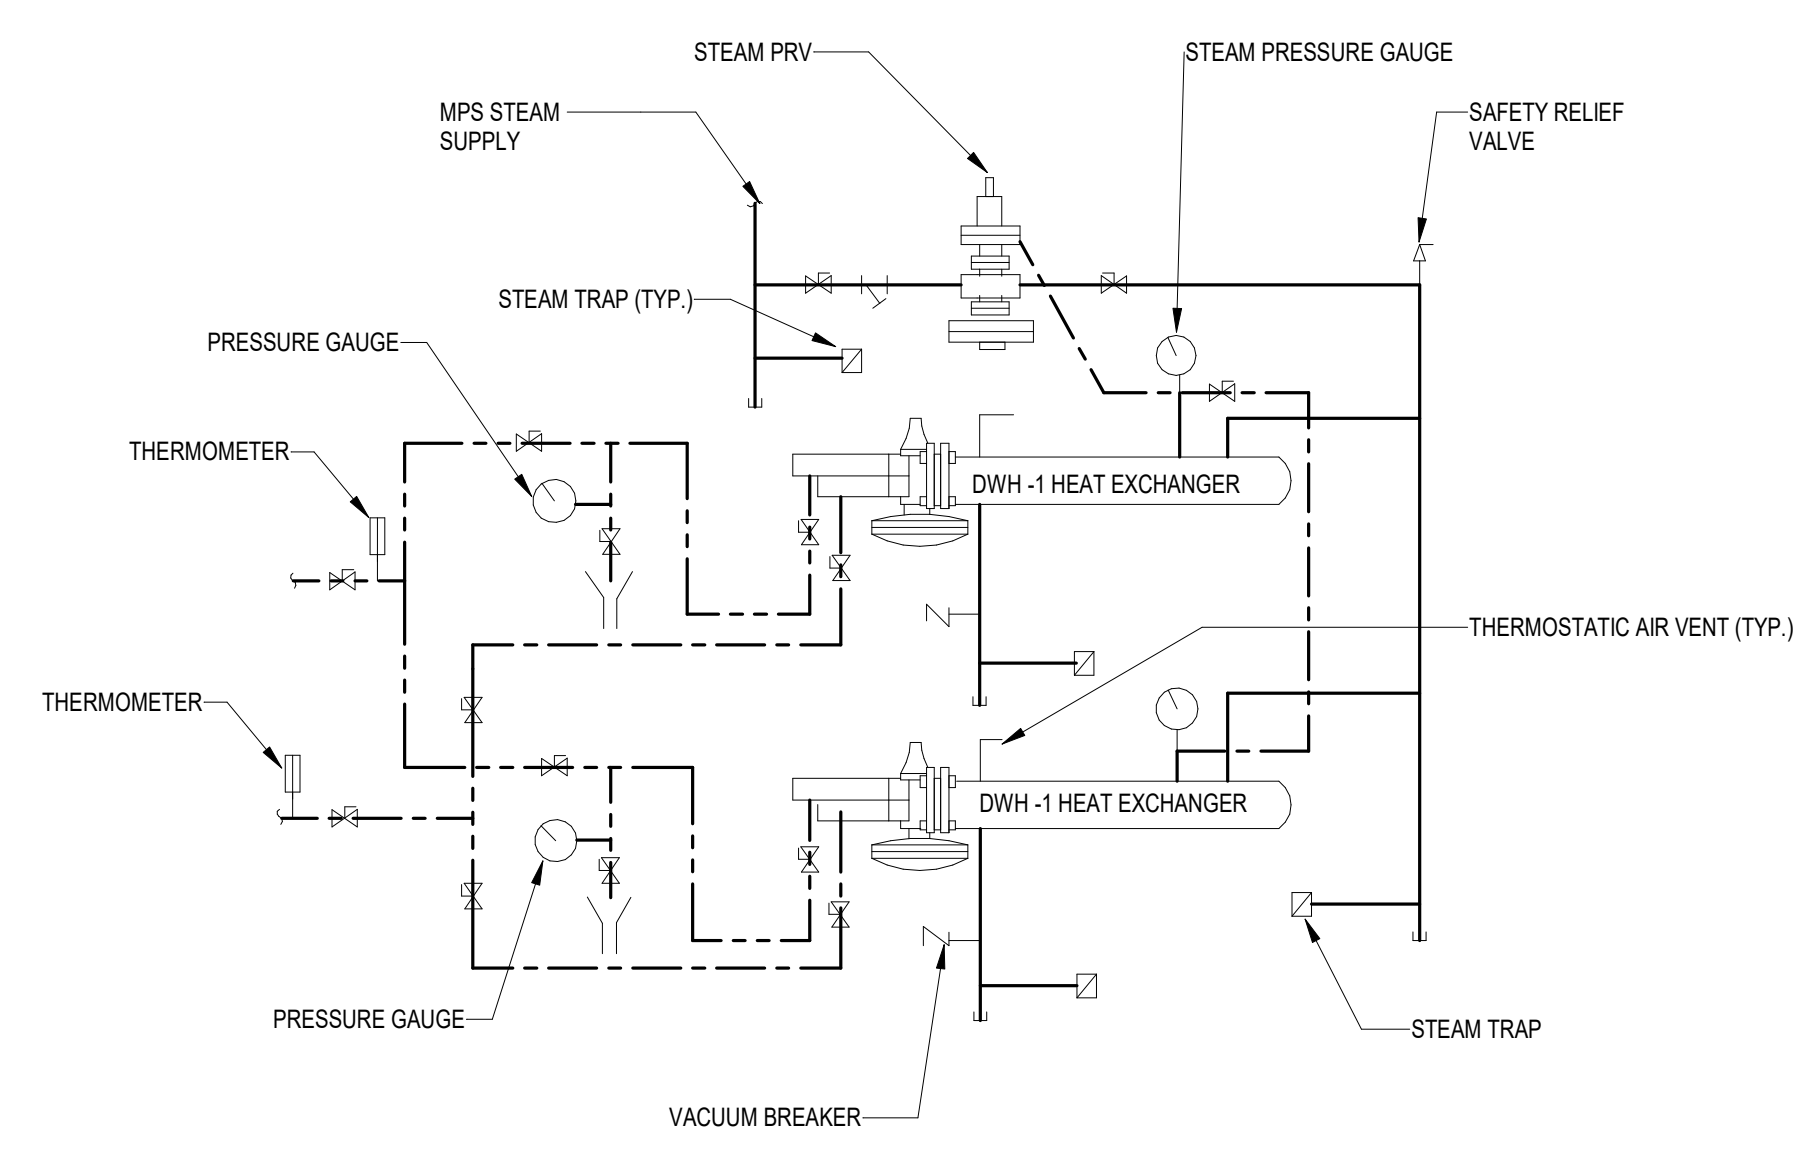 STEAM PRV
STEAM PRESSURE GAUGE
MPS STEAM
SUPPLY
SAFETY RELIEF
VALVE
STEAM TRAP (TYP.)
PRESSURE GAUGE
THERMOMETER
DWH -1 HEAT EXCHANGER
THERMOSTATIC AIR VENT (TYP.)
THERMOMETER
DWH -1 HEAT EXCHANGER
PRESSURE GAUGE
STEAM TRAP
VACUUM BREAKER